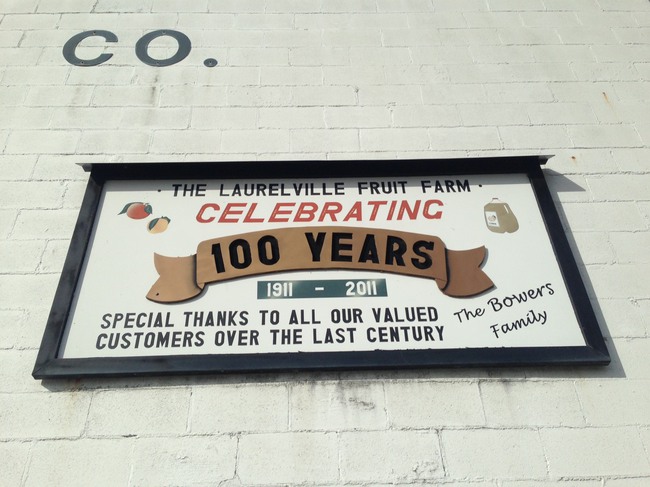 CO.
· THE LAURELVILLE FRUIT FARM ·
CELEBRATING
100 YEARS
1911 - 2011
SPECIAL THANKS TO ALL OUR VALUED
CUSTOMERS OVER THE LAST CENTURY
The Bowers
Family